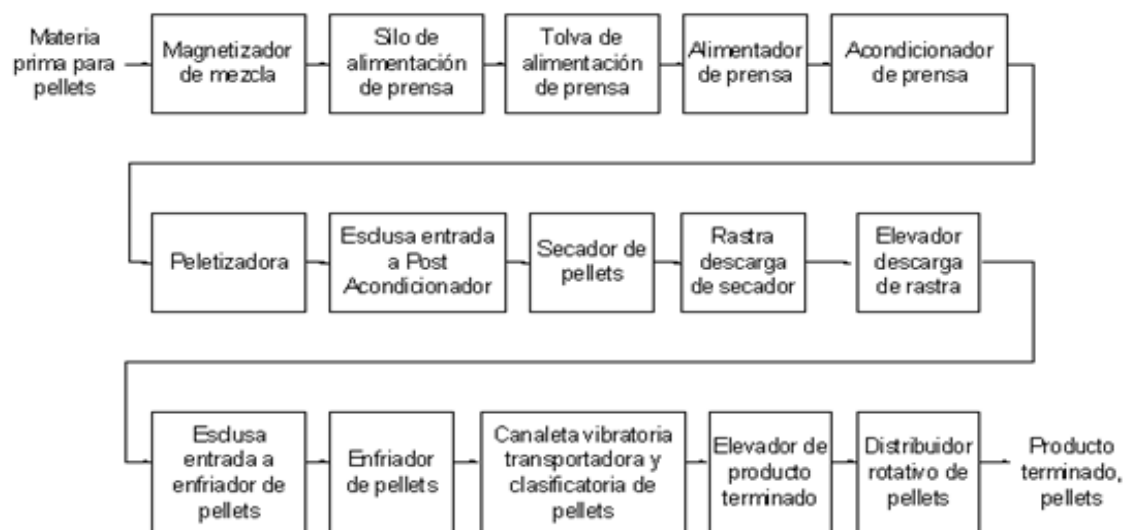 Materia
prima para
pellets
Magnetizador
de mezcla
Silo de
alimentación
de prensa
Tolva de
alimentación
de prensa
Alimentador
de prensa
Acondicionador
de prensa
Peletizadora
Esclusa entrada
a Post
Acondicionador
Secador de
pellets
Rastra
descarga
de secador
Elevador
descarga
de rastra
Esclusa
entrada a
enfriador de
pellets
Enfriador
de pellets
Canaleta vibratoria
transportadora y
clasificatoria de
pellets
Elevador de
producto
terminado
Distribuidor
rotativo de
pellets
Producto
terminado,
pellets